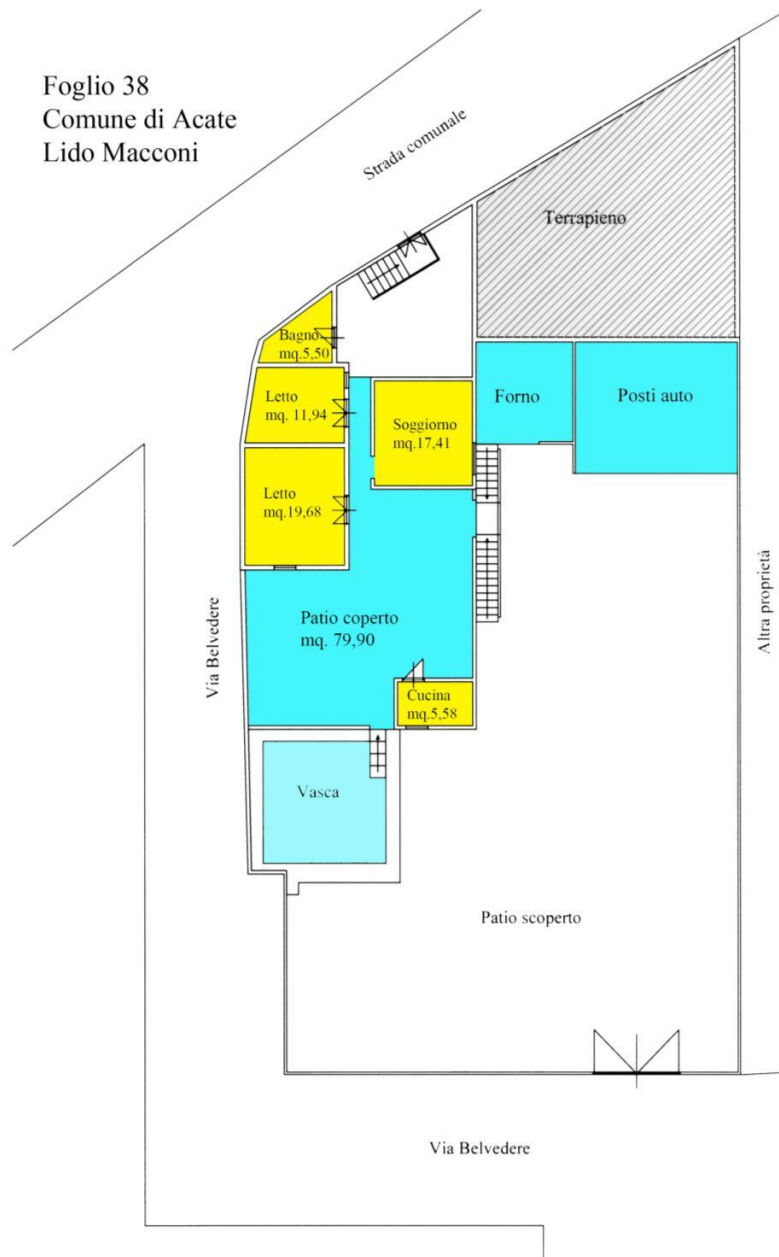 Foglio 38
Comune di Acate
Lido Macconi
Strada comunale
Terrapieno
Bagno
mq.5,50
Letto
mq. 11,94
Soggiorno
mq.17,41
Forno
Posti auto
Letto
mq.19,68
Patio coperto
mq. 79,90
Via Belvedere
Altra proprietà
Cucina
mq.5,58
Vasca
Patio scoperto
Via Belvedere